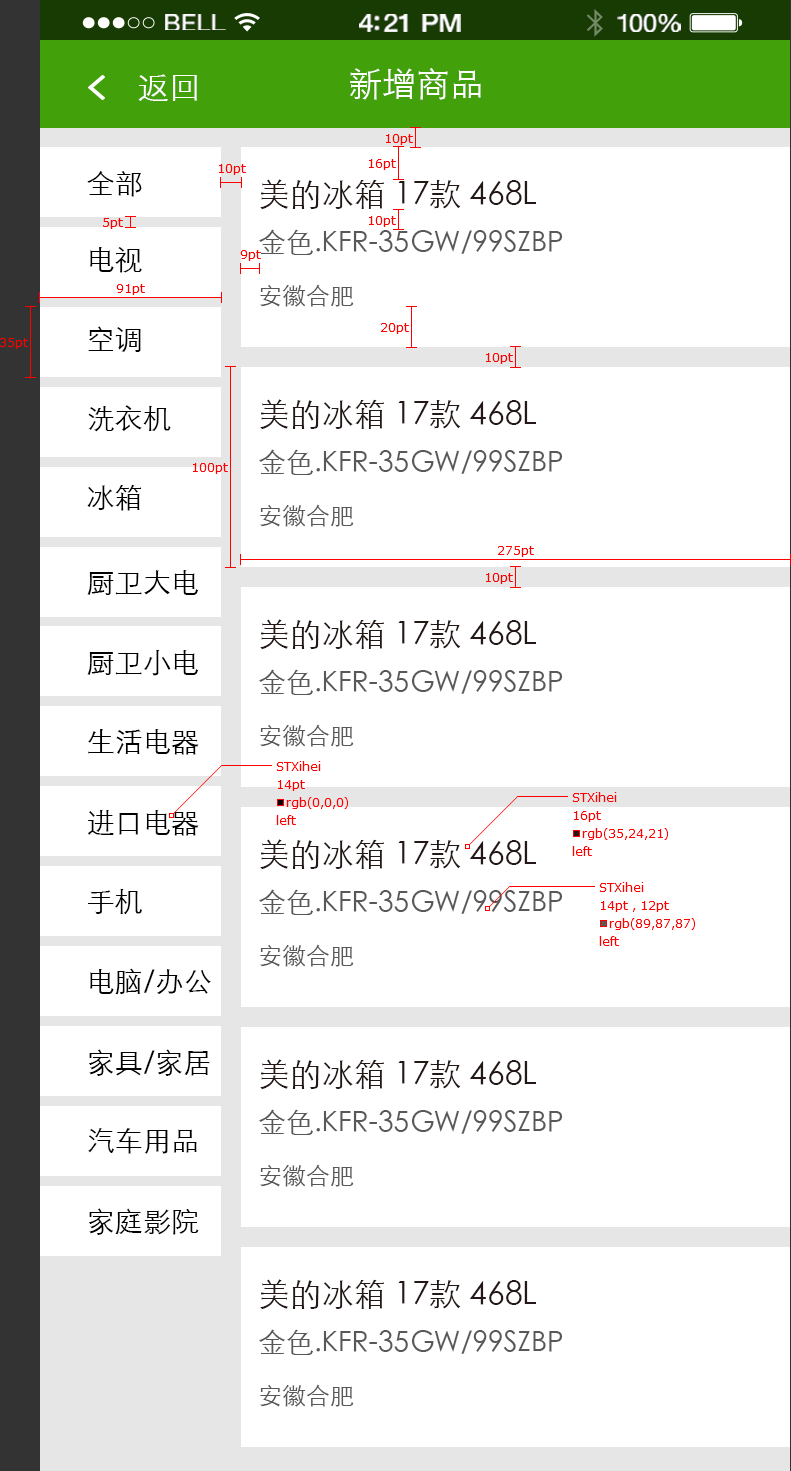 BELL 4:21 PM 100%
返回 新增商品
10pt
16pt
10pt
全部
美的冰箱 17款 468L
10pt
5pt
金色.KFR-35GW/99SZBP
电视
9pt
91pt
安徽合肥
20pt
35pt
空调
10pt
洗衣机
美的冰箱 17款 468L
100pt
金色.KFR-35GW/99SZBP
冰箱
安徽合肥
275pt
10pt
厨卫大电
美的冰箱 17款 468L
厨卫小电
金色.KFR-35GW/99SZBP
生活电器
安徽合肥
STXihei
14pt
rgb(0,0,0)
left
STXihei
16pt
rgb(35,24,21)
left
进口电器
美的冰箱 17款 468L
STXihei
14pt , 12pt
rgb(89,87,87)
left
手机
金色.KFR-35GW/99SZBP
安徽合肥
电脑/办公
家具/家居
美的冰箱 17款 468L
金色.KFR-35GW/99SZBP
汽车用品
安徽合肥
家庭影院
美的冰箱 17款 468L
金色.KFR-35GW/99SZBP
安徽合肥